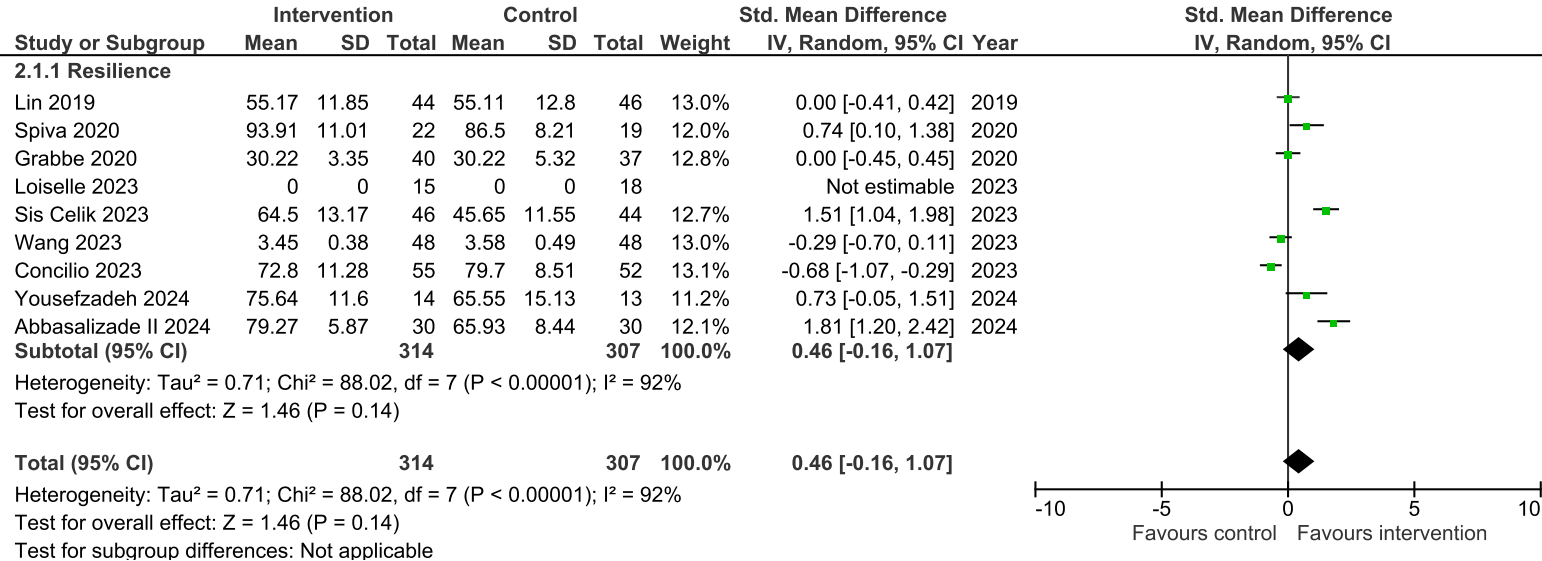 Intervention Control Std. Mean Difference Std. Mean Difference
Study or Subgroup Mean SD Total Mean SD Total Weight IV, Random, 95% CI Year IV, Random, 95% CI
2.1.1 Resilience
Lin 2019 55.17 11.85 44 55.11 12.8 46 13.0% 0.00 [-0.41, 0.42] 2019
Spiva 2020 93.91 11.01 22 86.5 8.21 19 12.0% 0.74 [0.10, 1.38] 2020
Grabbe 2020 30.22 3.35 40 30.22 5.32 37 12.8% 0.00 [-0.45, 0.45] 2020
Loiselle 2023 0 0 15 0 0 18 Not estimable 2023
Sis Celik 2023 64.5 13.17 46 45.65 11.55 44 12.7% 1.51 [1.04, 1.98] 2023
Wang 2023 3.45 0.38 48 3.58 0.49 48 13.0% -0.29 [-0.70, 0.11] 2023
Concilio 2023 72.8 11.28 55 79.7 8.51 52 13.1% -0.68 [-1.07, -0.29] 2023
Yousefzadeh 2024 75.64 11.6 14 65.55 15.13 13 11.2% 0.73 [-0.05, 1.51] 2024
Abbasalizade II 2024 79.27 5.87 30 65.93 8.44 30 12.1% 1.81 [1.20, 2.42] 2024
Subtotal (95% CI) 314 307 100.0% 0.46 [-0.16, 1.07]
Heterogeneity: Tau² = 0.71; Chi² = 88.02, df = 7 (P < 0.00001); I² = 92%
Test for overall effect: Z = 1.46 (P = 0.14)
Total (95% CI) 314 307 100.0% 0.46 [-0.16, 1.07]
Heterogeneity: Tau² = 0.71; Chi² = 88.02, df = 7 (P < 0.00001); I² = 92%
Test for overall effect: Z = 1.46 (P = 0.14)
Test for subgroup differences: Not applicable
-10 -5 0 5 10
Favours control Favours intervention